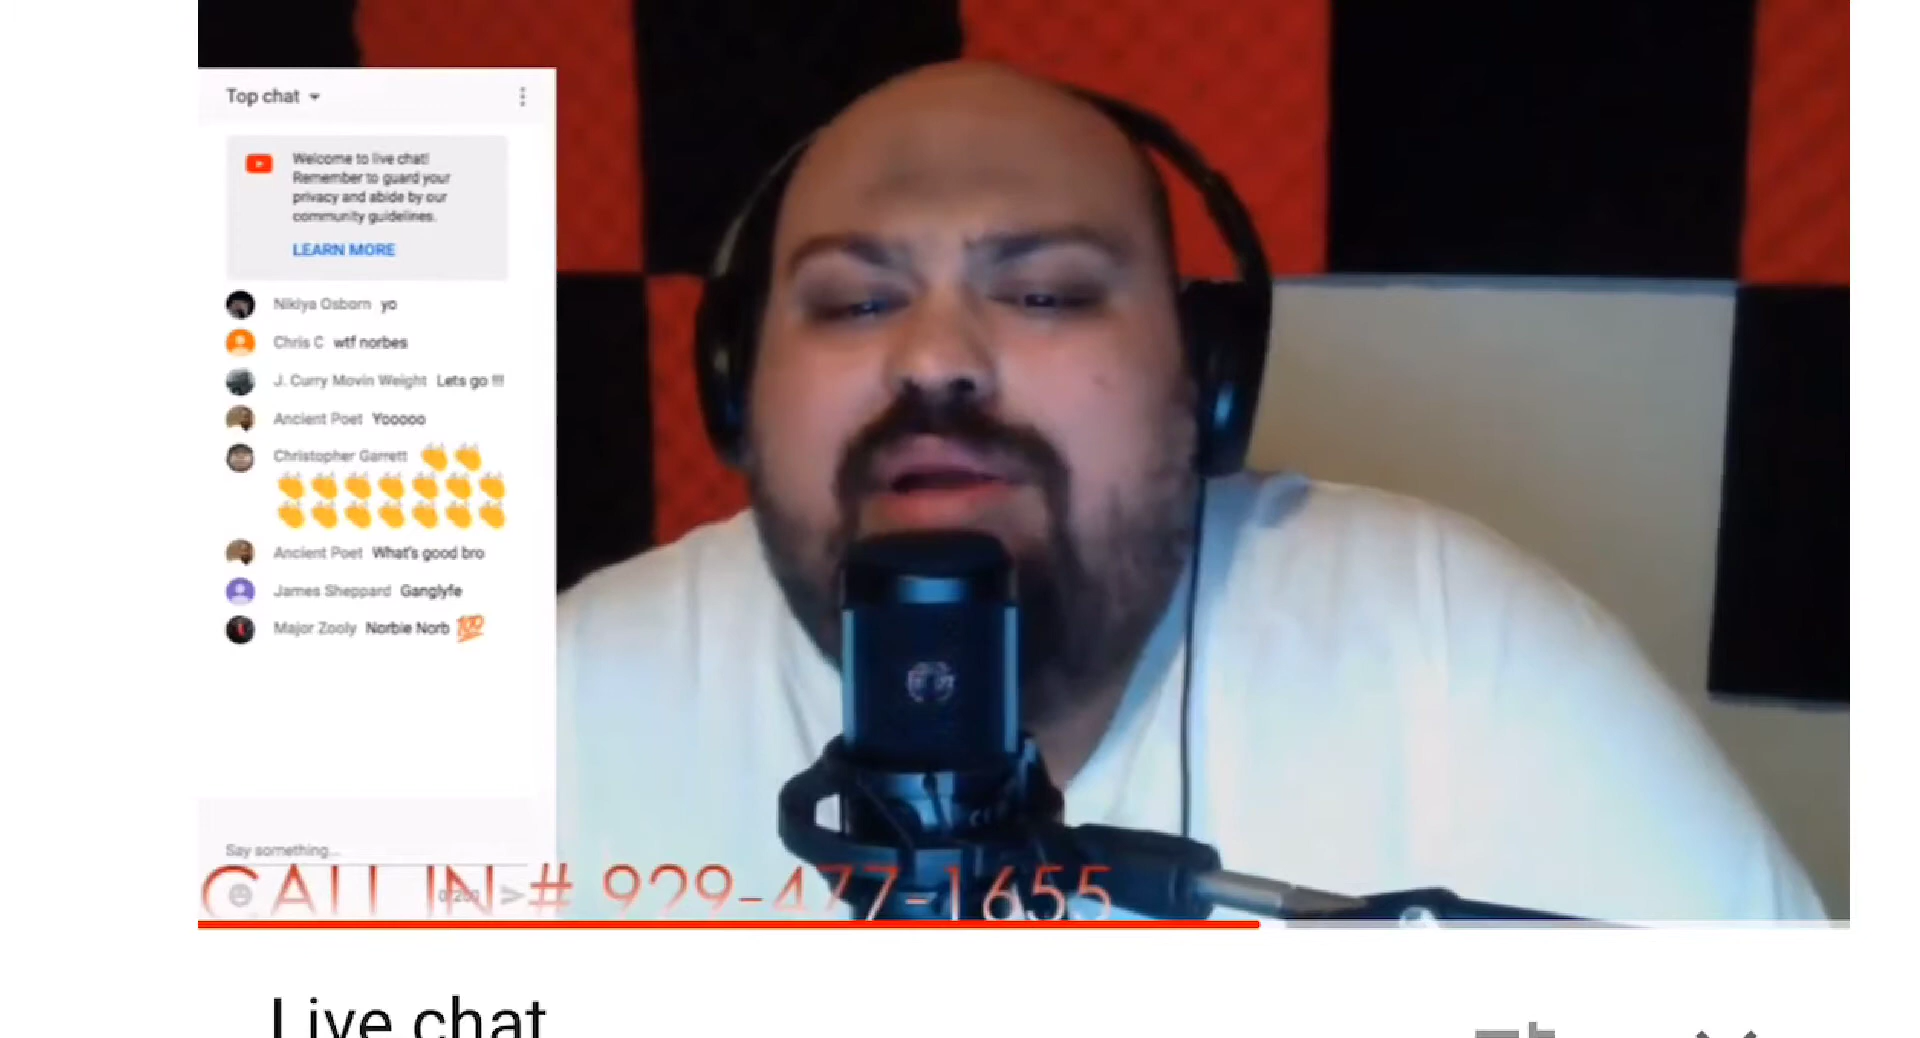 Top chat
Welcome to live chat!
Remember to guard your
privacy and abide by our
community guidelines.
LEARN MORE
Nikiya Osborn yo
Chris C wtf norbes
J. Curry Movin Weight Lets go !!!
Ancient Poet Yooooo
Christopher Garrett 👏👏
👏👏👏👏👏👏👏
👏👏👏👏👏👏👏
Ancient Poet What's good bro
James Sheppard Ganglyfe
Major Zooly Norbie Norb 💯
Say something...
CALL IN # 929-477-1655
Live chat